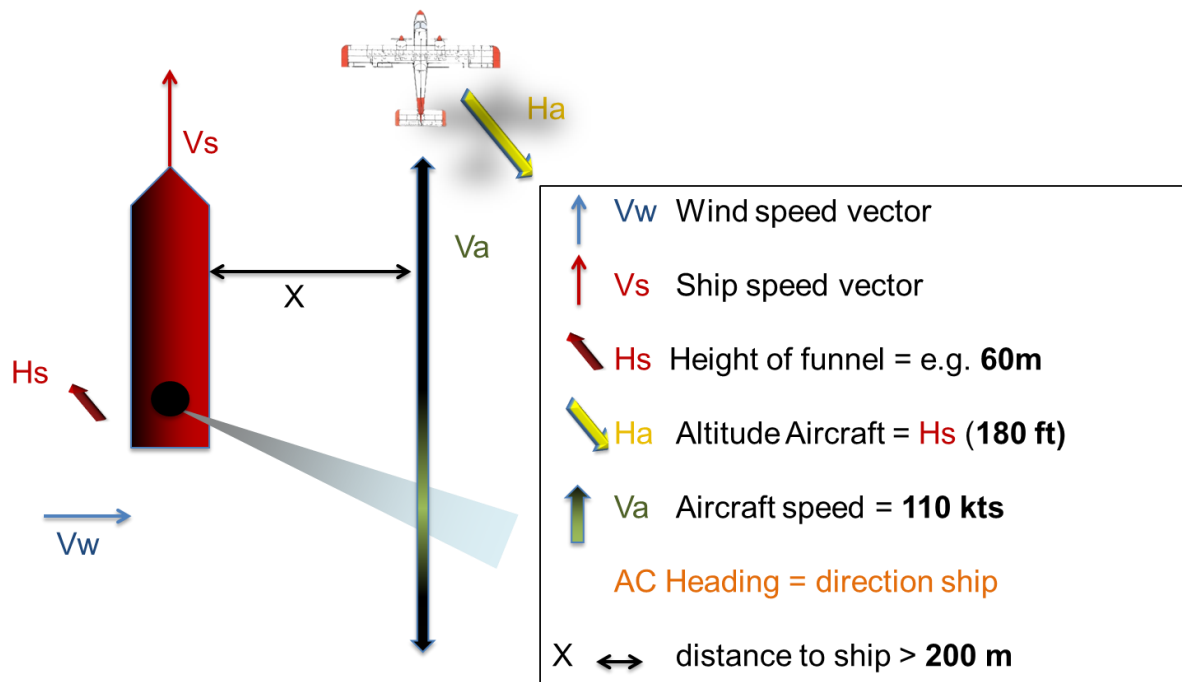 Vs
Ha
Va
X
Hs
Vw
Vw Wind speed vector
Vs Ship speed vector
Hs Height of funnel = e.g. 60m
Ha Altitude Aircraft = Hs (180 ft)
Va Aircraft speed = 110 kts
AC Heading = direction ship
X distance to ship > 200 m